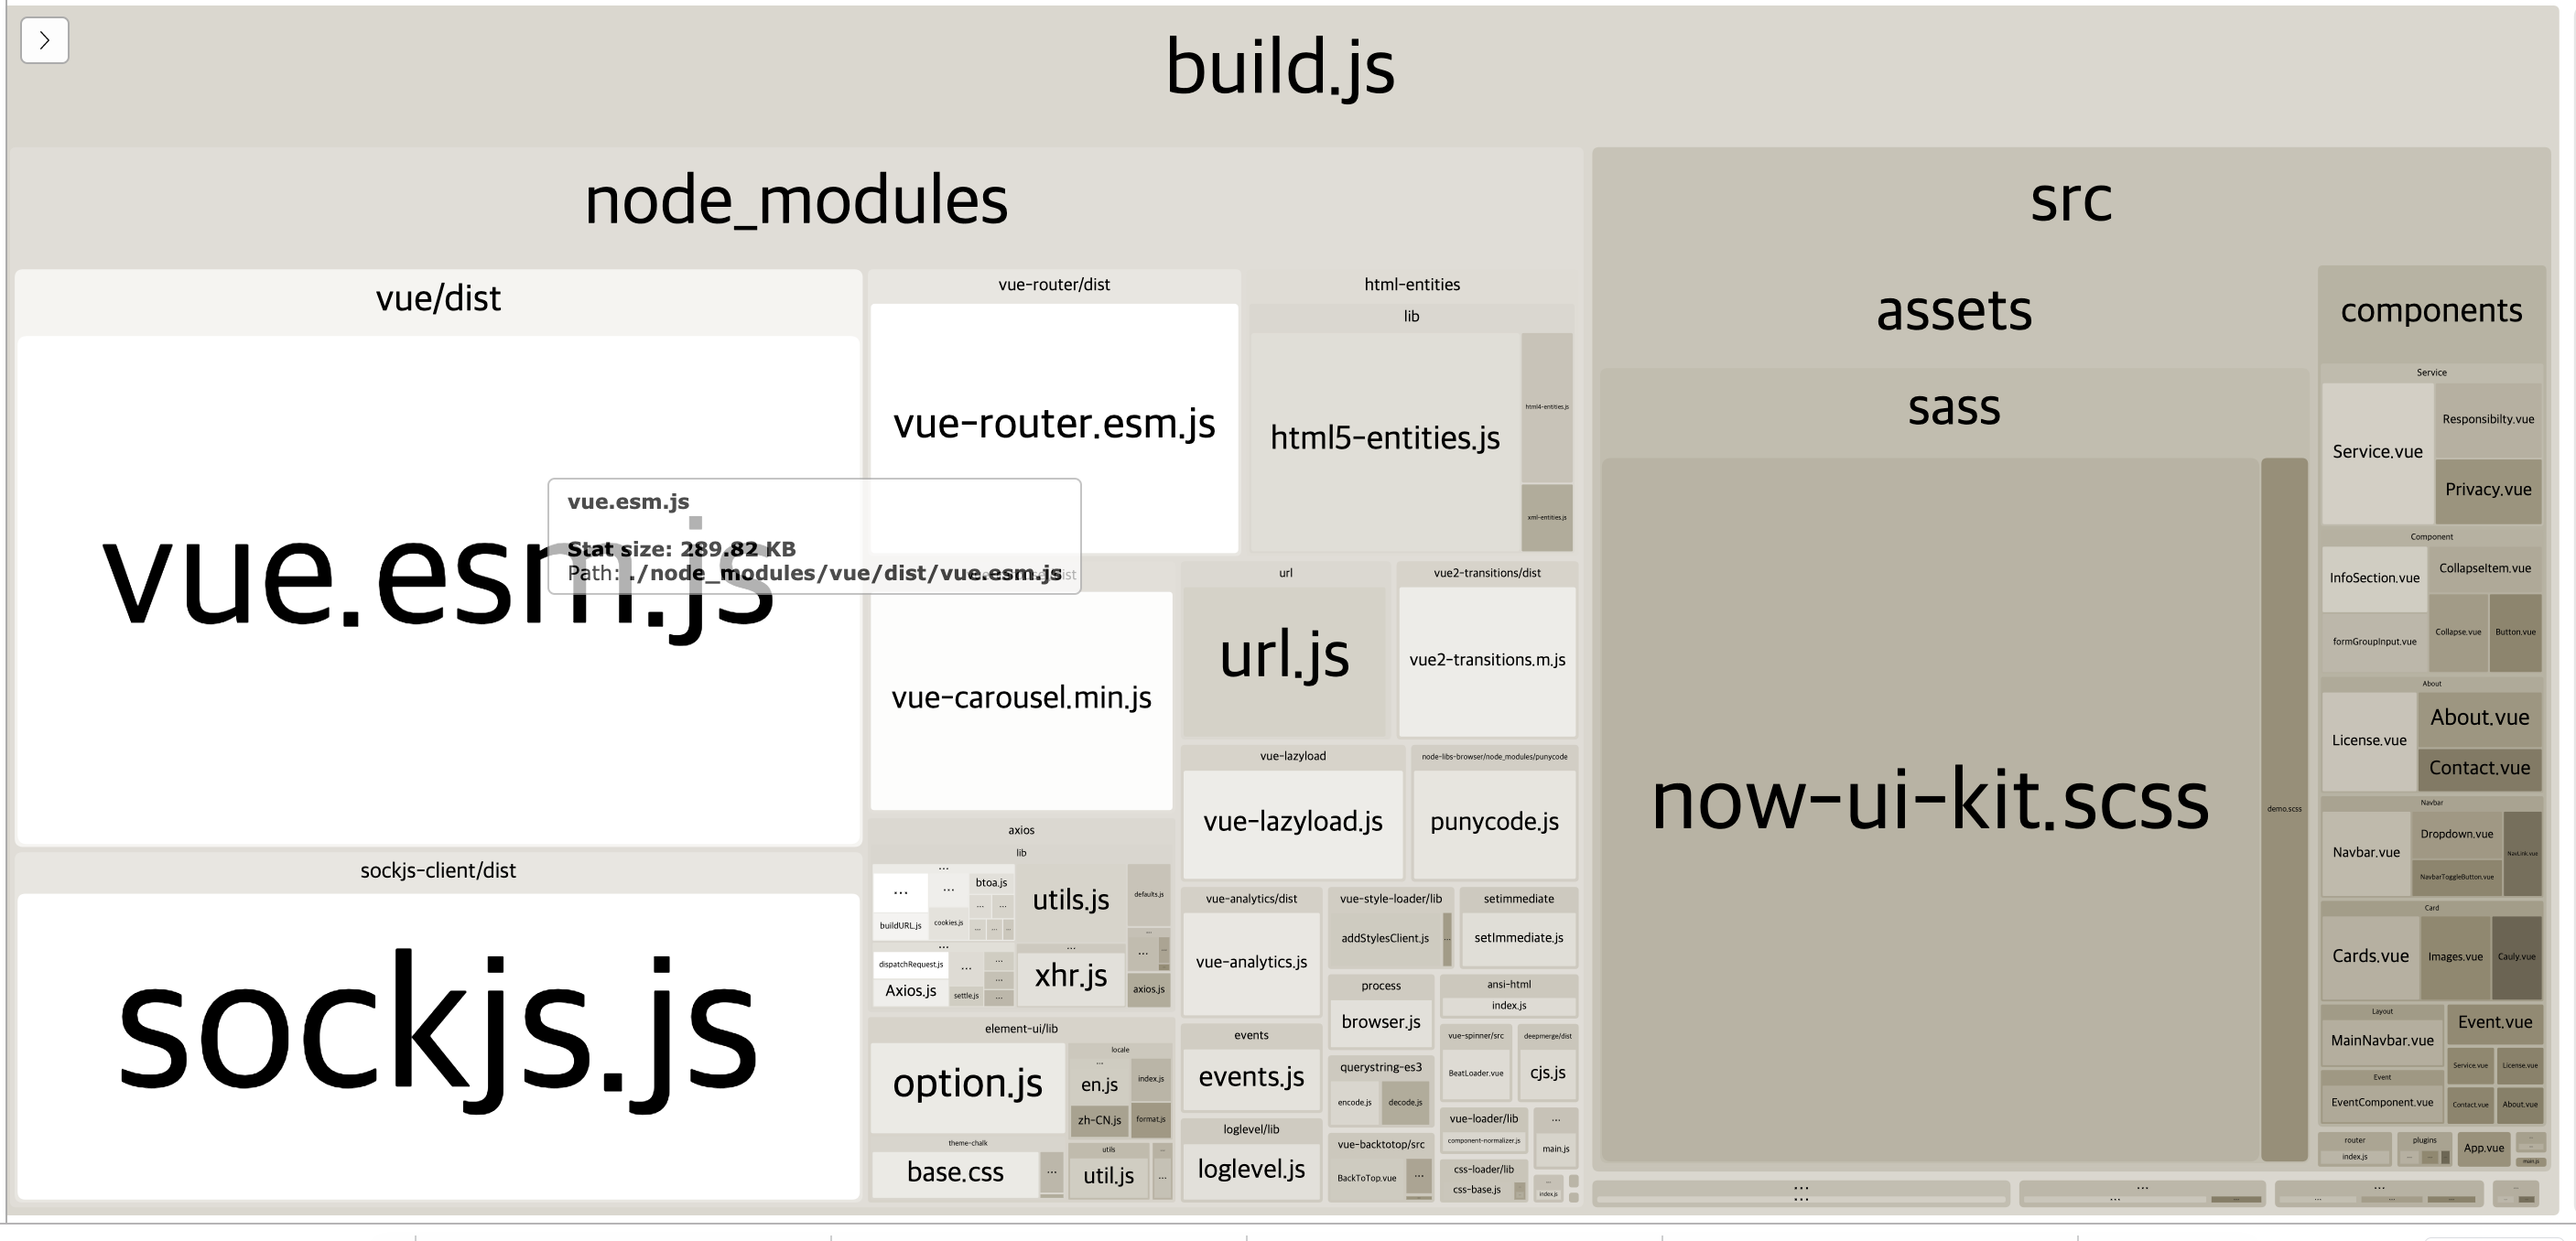 build.js
node_modules
src
vue/dist
vue-router/dist
html-entities
lib
assets
components
sass
vue.esm.js
vue-router.esm.js
html5-entities.js
html4-entities.js
xml-entities.js
vue.esm.js
Stat size: 289.82 KB
Path: ./node_modules/vue/dist/vue.esm.js
vue-carousel.min.js
url
url.js
vue2-transitions/dist
vue2-transitions.m.js
vue-lazyload
vue-lazyload.js
node-libs-browser/node_modules/punycode
punycode.js
sockjs-client/dist
sockjs.js
axios
lib
...
...
...
btoa.js
...
...
buildURL.js
cookies.js
...
...
...
utils.js
defaults.js
...
dispatchRequest.js
...
...
...
Axios.js
settle.js
...
...
xhr.js
...
...
...
axios.js
element-ui/lib
option.js
locale
...
en.js
index.js
zh-CN.js
format.js
theme-chalk
base.css
...
utils
util.js
...
...
vue-analytics/dist
vue-analytics.js
vue-style-loader/lib
addStylesClient.js
...
setimmediate
setImmediate.js
events
events.js
process
browser.js
ansi-html
index.js
querystring-es3
encode.js
decode.js
vue-spinner/src
BeatLoader.vue
deepmerge/dist
cjs.js
loglevel/lib
loglevel.js
vue-backtotop/src
BackToTop.vue
...
vue-loader/lib
component-normalizer.js
...
main.js
css-loader/lib
css-base.js
...
index.js
now-ui-kit.scss
demo.scss
Service
Service.vue
Responsibilty.vue
Privacy.vue
Component
InfoSection.vue
CollapseItem.vue
formGroupInput.vue
Collapse.vue
Button.vue
About
License.vue
About.vue
Contact.vue
Navbar
Navbar.vue
Dropdown.vue
NavbarToggleButton.vue
NavLink.vue
Card
Cards.vue
Images.vue
Cauly.vue
Layout
MainNavbar.vue
Event.vue
Service.vue
License.vue
Event
EventComponent.vue
Contact.vue
About.vue
router
index.js
plugins
...
...
App.vue
...
...
main.js
...
...
...
...
...
...
...
...
...
...
...
...